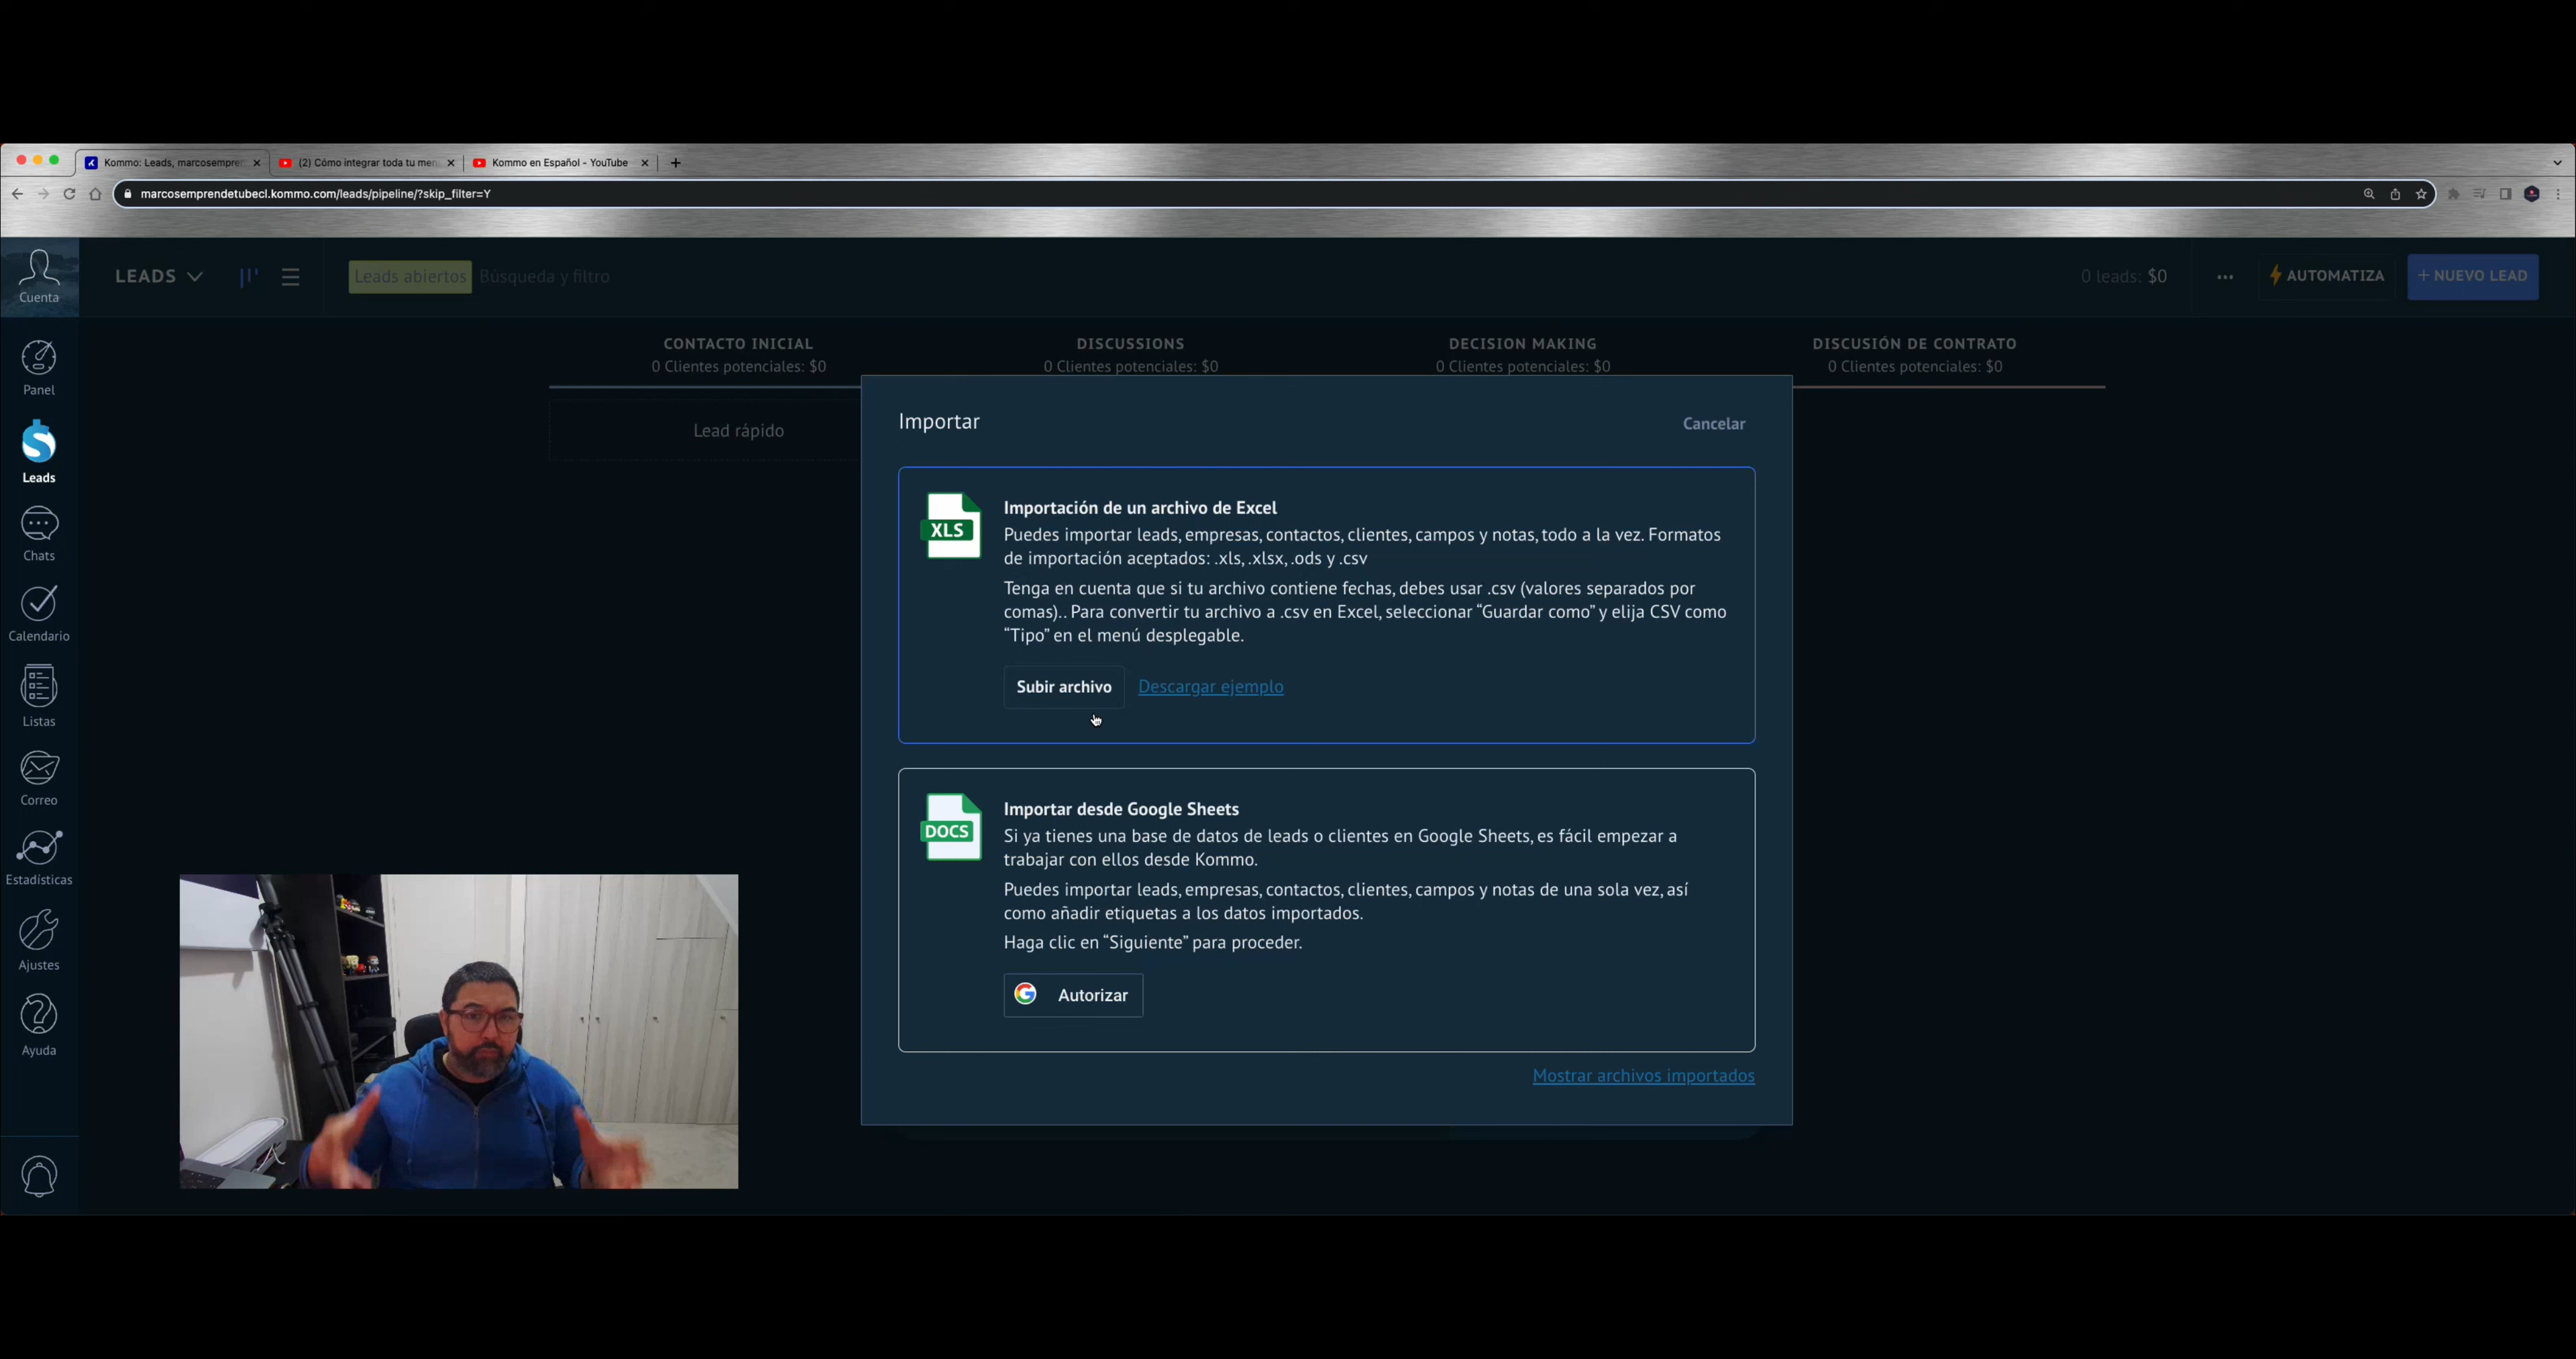 Kommo: Leads, marcosempren
(2) Cómo integrar toda tu men
Kommo en Español - YouTube
marcosemprendetubecl.kommo.com/leads/pipeline/?skip_filter=Y
Cuenta
LEADS
Leads abiertos
Búsqueda y filtro
0 leads: $0
AUTOMATIZA
+ NUEVO LEAD
Panel
Leads
Chats
Calendario
Listas
Correo
Estadísticas
Ajustes
Ayuda
CONTACTO INICIAL
0 Clientes potenciales: $0
DISCUSSIONS
0 Clientes potenciales: $0
DECISION MAKING
0 Clientes potenciales: $0
DISCUSIÓN DE CONTRATO
0 Clientes potenciales: $0
Lead rápido
Importar
Cancelar
XLS
Importación de un archivo de Excel
Puedes importar leads, empresas, contactos, clientes, campos y notas, todo a la vez. Formatos
de importación aceptados: .xls, .xlsx, .ods y .csv
Tenga en cuenta que si tu archivo contiene fechas, debes usar .csv (valores separados por
comas).. Para convertir tu archivo a .csv en Excel, seleccionar “Guardar como” y elija CSV como
“Tipo” en el menú desplegable.
Subir archivo
Descargar ejemplo
DOCS
Importar desde Google Sheets
Si ya tienes una base de datos de leads o clientes en Google Sheets, es fácil empezar a
trabajar con ellos desde Kommo.
Puedes importar leads, empresas, contactos, clientes, campos y notas de una sola vez, así
como añadir etiquetas a los datos importados.
Haga clic en “Siguiente” para proceder.
Autorizar
Mostrar archivos importados